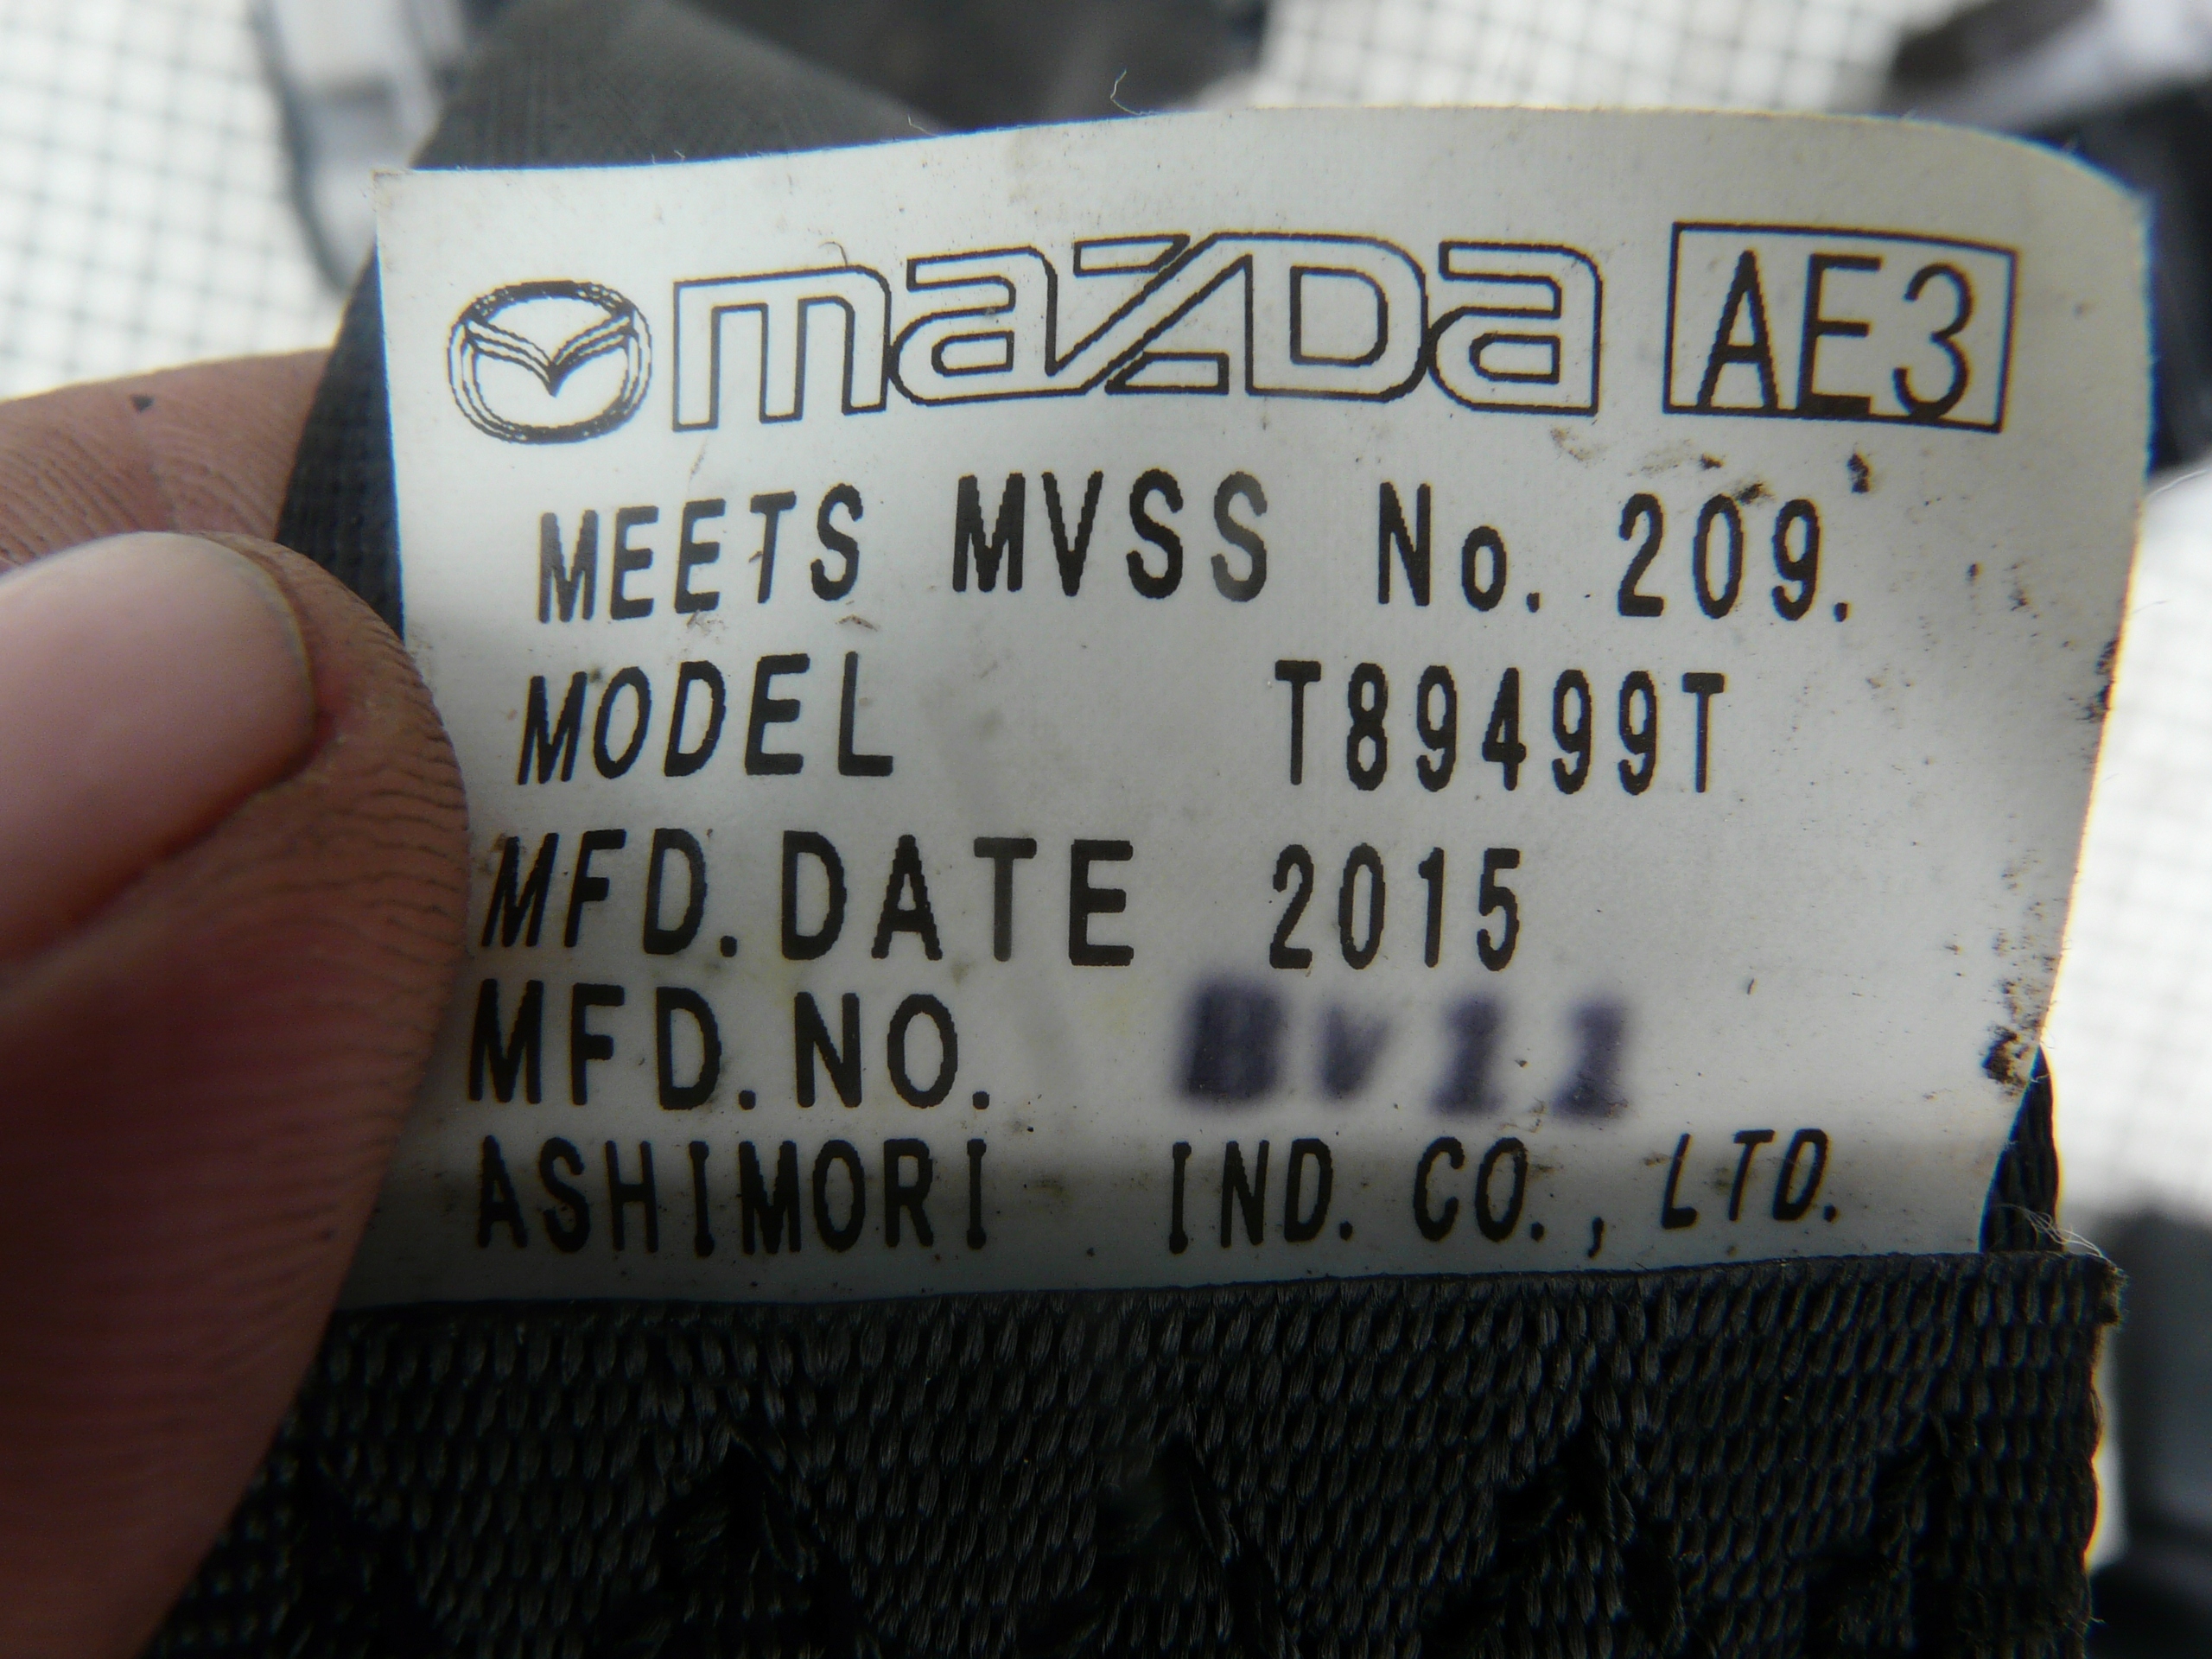 mazda AE3
MEETS MVSS No. 209.
MODEL T89499T
MFD.DATE 2015
MFD.NO.
ASHIMORI IND. CO., LTD.